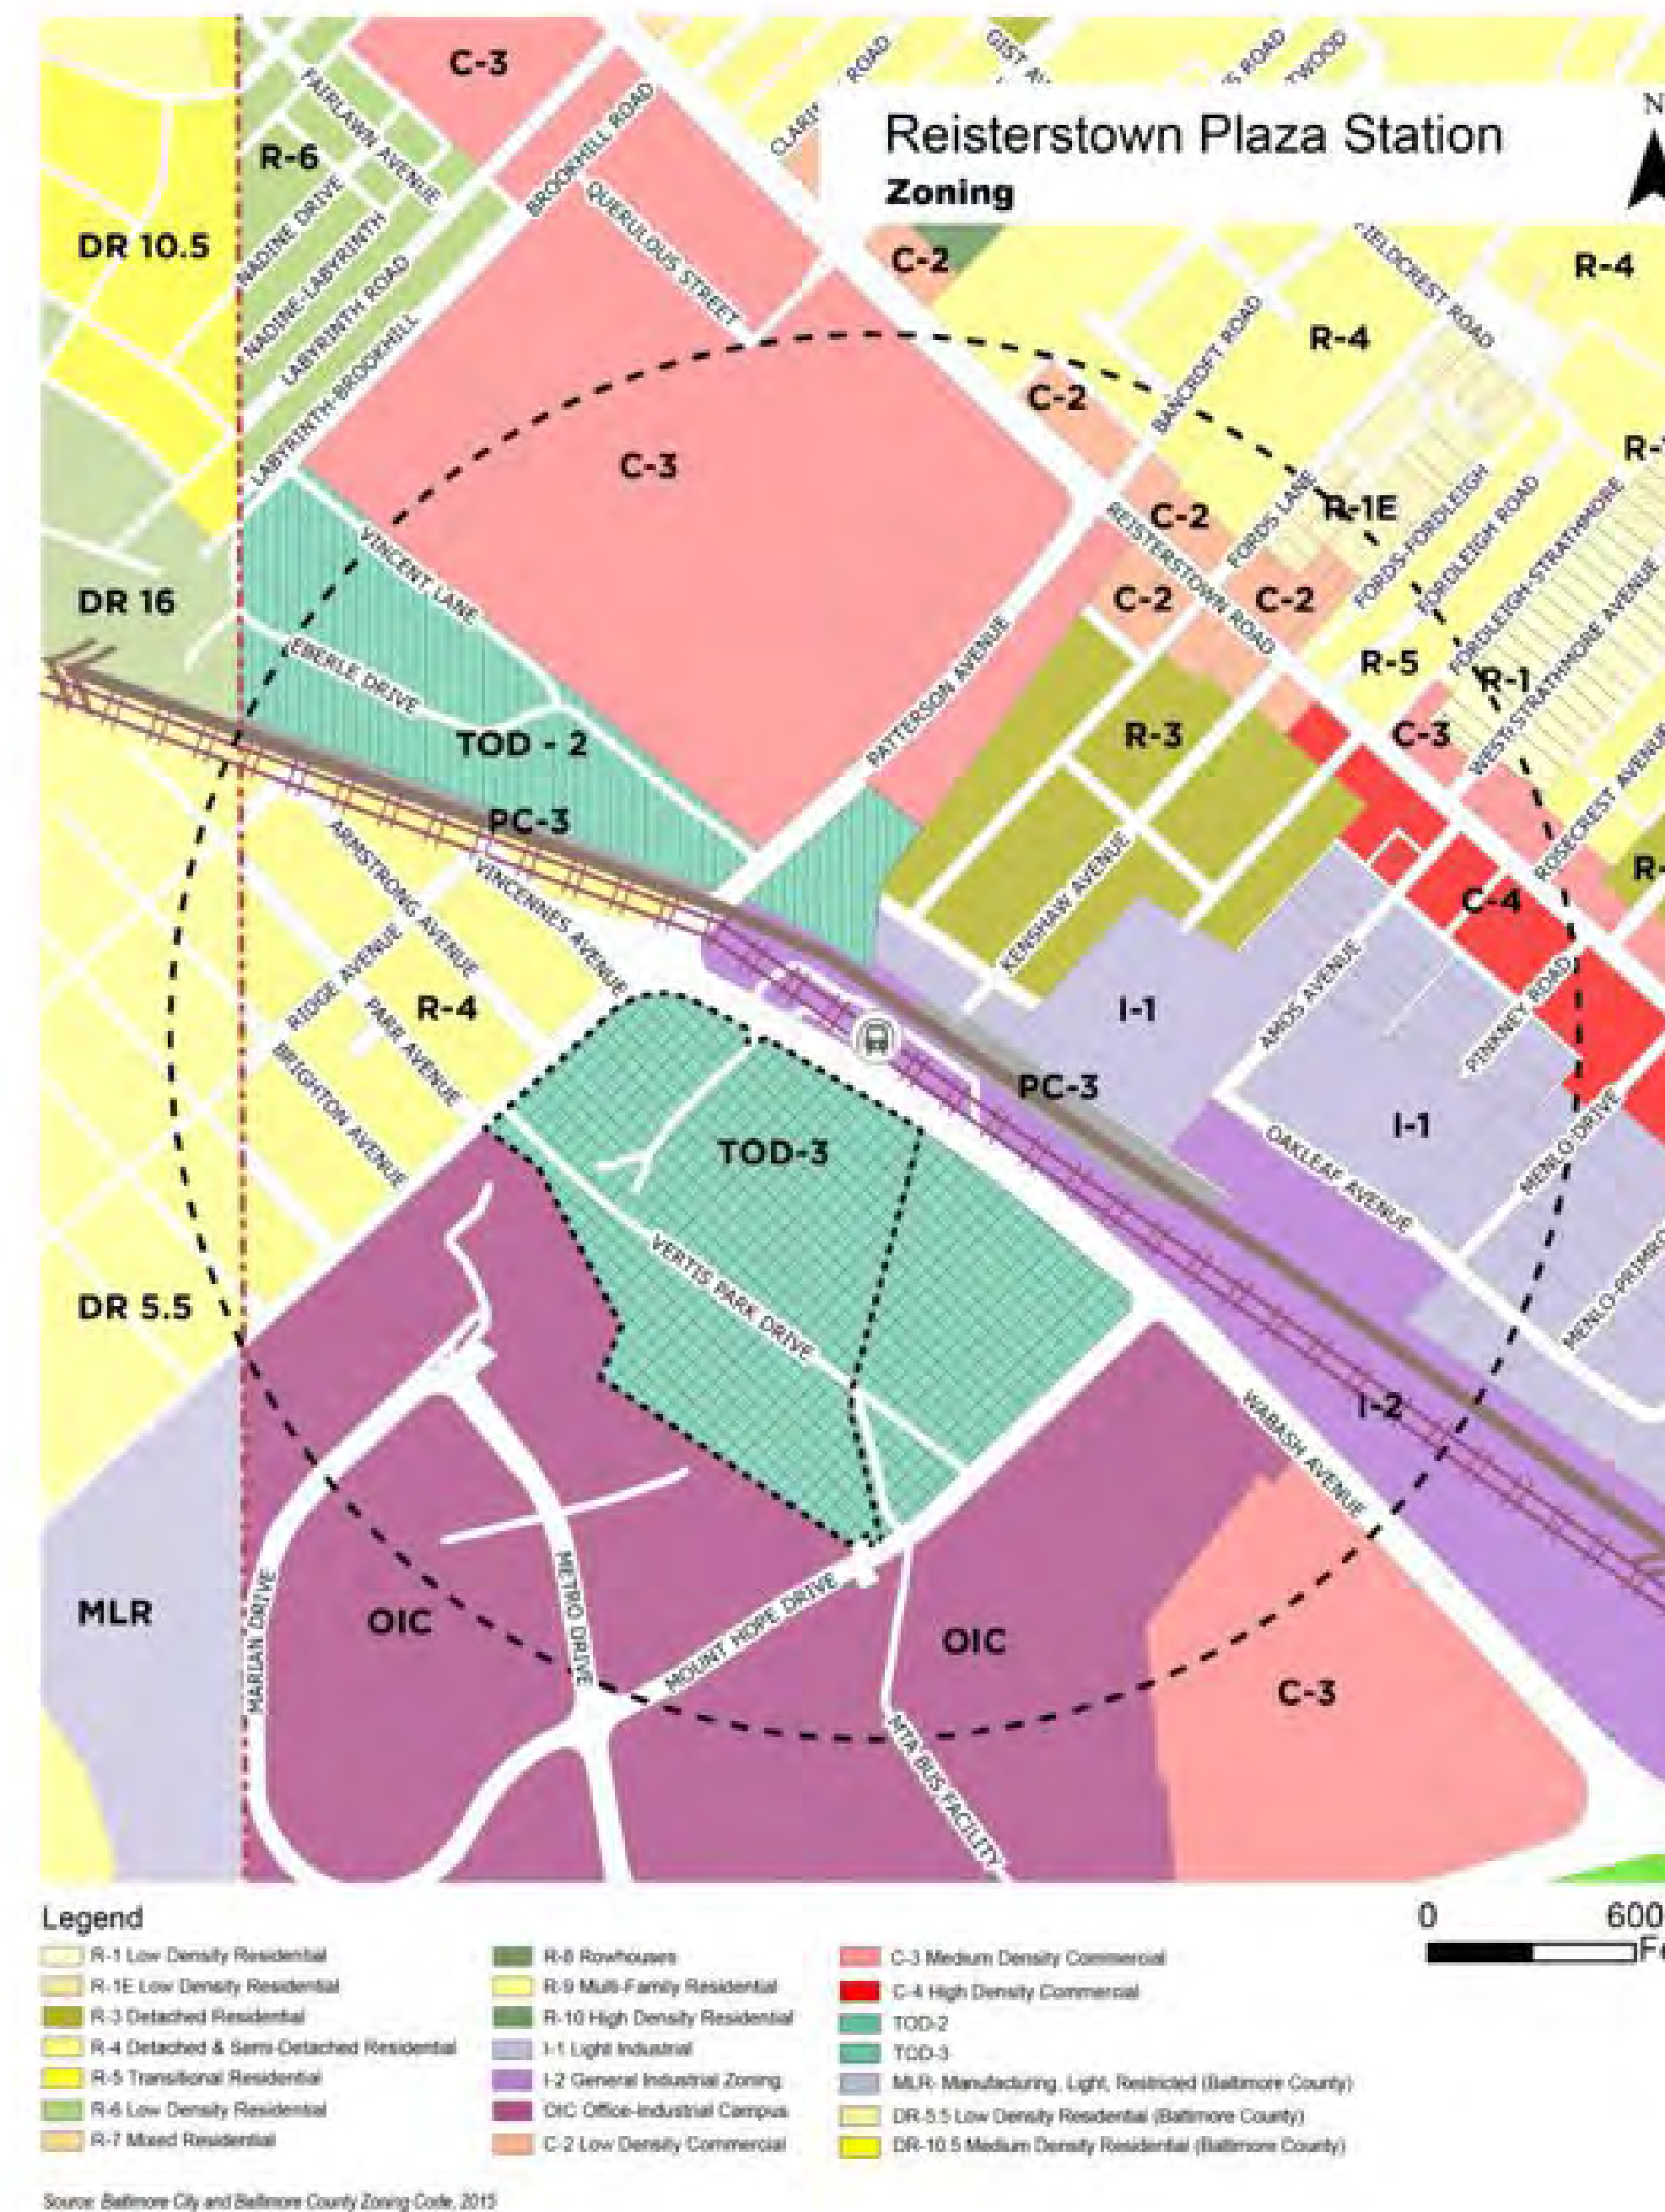 Reisterstown Plaza Station
Zoning
N
C-3
FAIRLAWN AVENUE
R-6
BROOKHILL ROAD
QUERULOUS STREET
ROAD
GIST
ROAD
NADINE DRIVE
NADINE-LABYRINTH
LABYRINTH ROAD
LABYRINTH-BROOKHILL
DR 10.5
C-2
R-4
R-4
FIELDCREST ROAD
BANCROFT ROAD
C-2
C-3
C-2
R-1E
FORDS LANE
REISTERSTOWN ROAD
FORDS-FORDLEIGH
FORDLEIGH ROAD
FORDLEIGH-STRATHMORE
WEST STRATHMORE AVENUE
VINCENT LANE
DR 16
C-2
C-2
EBERLE DRIVE
PATTERSON AVENUE
R-5
R-1
TOD - 2
R-3
C-3
ROSECREST AVENUE
PC-3
ARMSTRONG AVENUE
VINCENNES AVENUE
KENSHAW AVENUE
C-4
RIDGE AVENUE
R-4
PARR AVENUE
BRIGHTON AVENUE
I-1
AMOS AVENUE
PINKNEY ROAD
PC-3
I-1
TOD-3
OAKLEAF AVENUE
MENLO DRIVE
VERTIS PARK DRIVE
DR 5.5
I-2
WABASH AVENUE
MARIAN DRIVE
METRO DRIVE
MLR
OIC
MOUNT HOPE DRIVE
OIC
C-3
MTA BUS FACILITY
Legend
0
600
R-1 Low Density Residential
R-1E Low Density Residential
R-3 Detached Residential
R-4 Detached & Semi-Detached Residential
R-5 Transitional Residential
R-6 Low Density Residential
R-7 Mixed Residential
R-8 Rowhouses
R-9 Multi-Family Residential
R-10 High Density Residential
I-1 Light Industrial
I-2 General Industrial Zoning
OIC Office-Industrial Campus
C-2 Low Density Commercial
C-3 Medium Density Commercial
C-4 High Density Commercial
TOD-2
TOD-3
MLR- Manufacturing, Light, Restricted (Baltimore County)
DR-5.5 Low Density Residential (Baltimore County)
DR-10.5 Medium Density Residential (Baltimore County)
Source: Baltimore City and Baltimore County Zoning Code, 2015